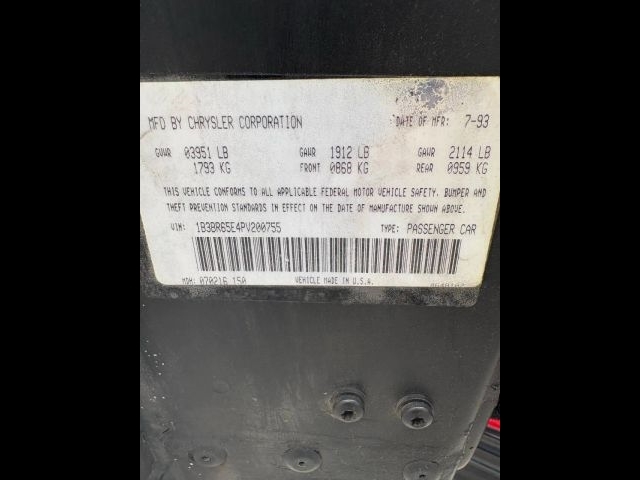 MFD BY CHRYSLER CORPORATION DATE OF MFR: 7-93
GVWR 03951 LB GAWR 1912 LB GAWR 2114 LB
1793 KG FRONT 0868 KG REAR 0959 KG
THIS VEHICLE CONFORMS TO ALL APPLICABLE FEDERAL MOTOR VEHICLE SAFETY, BUMPER AND
THEFT PREVENTION STANDARDS IN EFFECT ON THE DATE OF MANUFACTURE SHOWN ABOVE.
VIN: 1B3BR65E4PV200755 TYPE: PASSENGER CAR
MDH: 070216 150 VEHICLE MADE IN U.S.A.